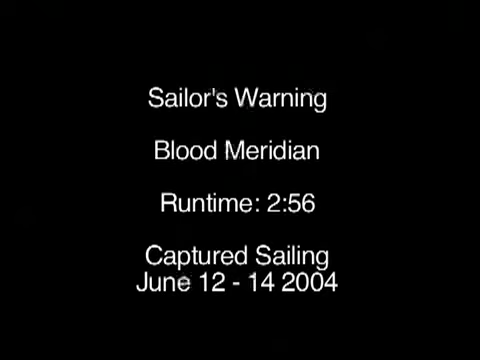 Sailor's Warning
Blood Meridian
Runtime: 2:56
Captured Sailing
June 12 - 14 2004